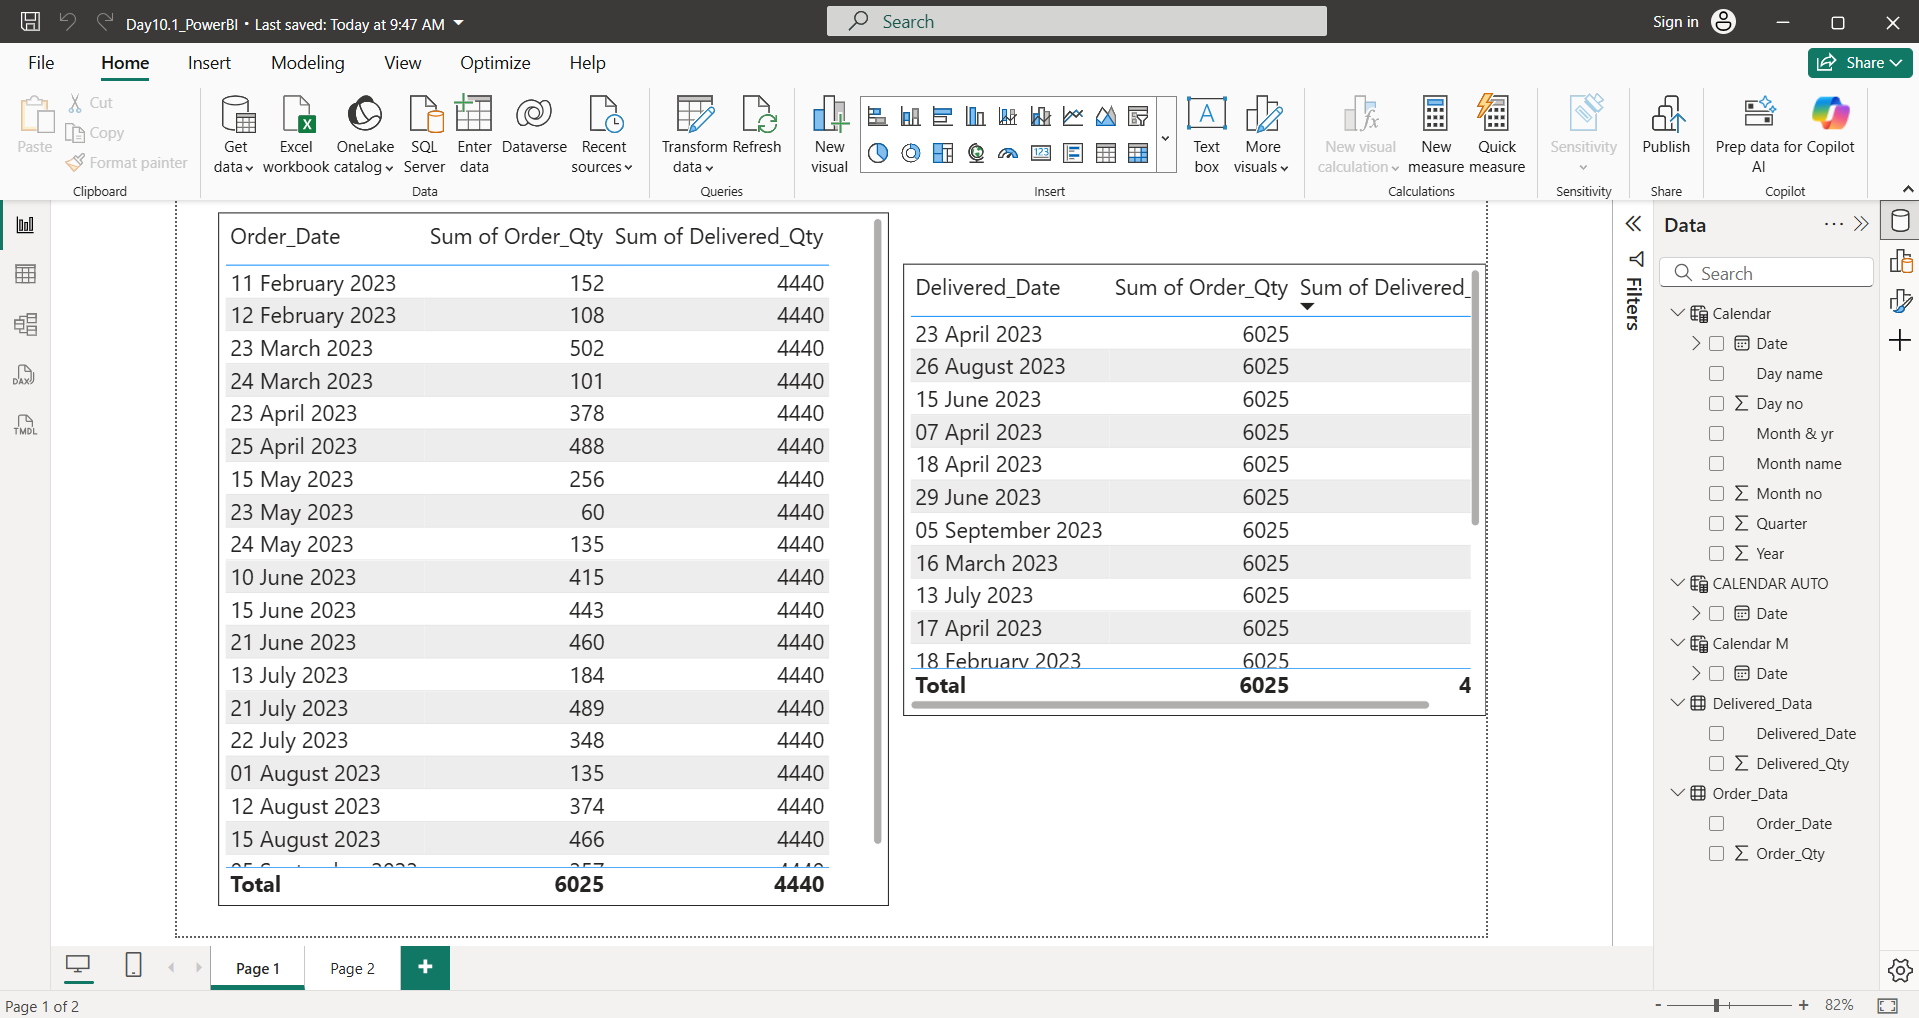 Day10.1_PowerBI • Last saved: Today at 9:47 AM
Search
Sign in
File Home Insert Modeling View Optimize Help
Share
Paste
Cut
Copy
Format painter
Clipboard
Get data
Excel workbook
OneLake catalog
SQL Server
Enter data
Dataverse
Recent sources
Data
Transform data
Refresh
Queries
New visual
123
A
Text box
More visuals
Insert
New visual calculation
New measure
Quick measure
Calculations
Sensitivity
Sensitivity
Publish
Share
Prep data for AI
Copilot
Copilot
DAX
TMDL
Order_Date Sum of Order_Qty Sum of Delivered_Qty
11 February 2023 152 4440
12 February 2023 108 4440
23 March 2023 502 4440
24 March 2023 101 4440
23 April 2023 378 4440
25 April 2023 488 4440
15 May 2023 256 4440
23 May 2023 60 4440
24 May 2023 135 4440
10 June 2023 415 4440
15 June 2023 443 4440
21 June 2023 460 4440
13 July 2023 184 4440
21 July 2023 489 4440
22 July 2023 348 4440
01 August 2023 135 4440
12 August 2023 374 4440
15 August 2023 466 4440
Total 6025 4440
Delivered_Date Sum of Order_Qty Sum of Delivered_
23 April 2023 6025
26 August 2023 6025
15 June 2023 6025
07 April 2023 6025
18 April 2023 6025
29 June 2023 6025
05 September 2023 6025
16 March 2023 6025
13 July 2023 6025
17 April 2023 6025
18 February 2023 6025
Total 6025 4
Filters
Data
Search
Calendar
Date
Day name
Day no
Month & yr
Month name
Month no
Quarter
Year
CALENDAR AUTO
Date
Calendar M
Date
Delivered_Data
Delivered_Date
Delivered_Qty
Order_Data
Order_Date
Order_Qty
Page 1
Page 2
+
Page 1 of 2
- + 82%